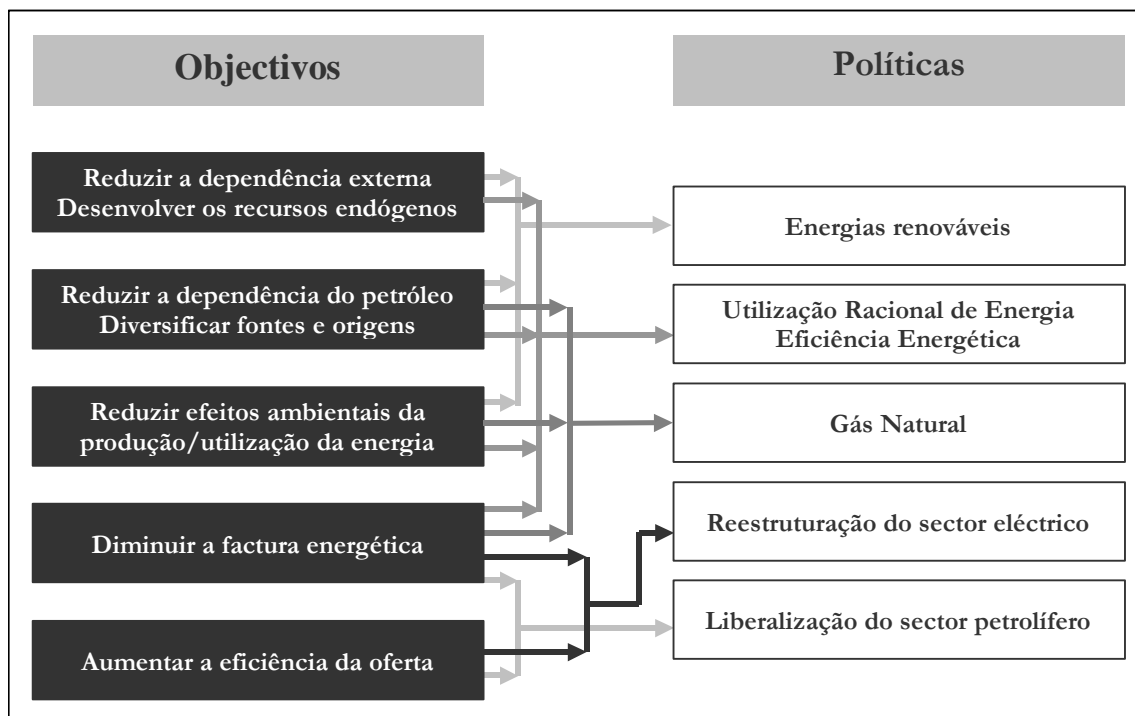 Objectivos
Políticas
Reduzir a dependência externa
Desenvolver os recursos endógenos
Reduzir a dependência do petróleo
Diversificar fontes e origens
Reduzir efeitos ambientais da
produção/utilização da energia
Diminuir a factura energética
Aumentar a eficiência da oferta
Energias renováveis
Utilização Racional de Energia
Eficiência Energética
Gás Natural
Reestruturação do sector eléctrico
Liberalização do sector petrolífero